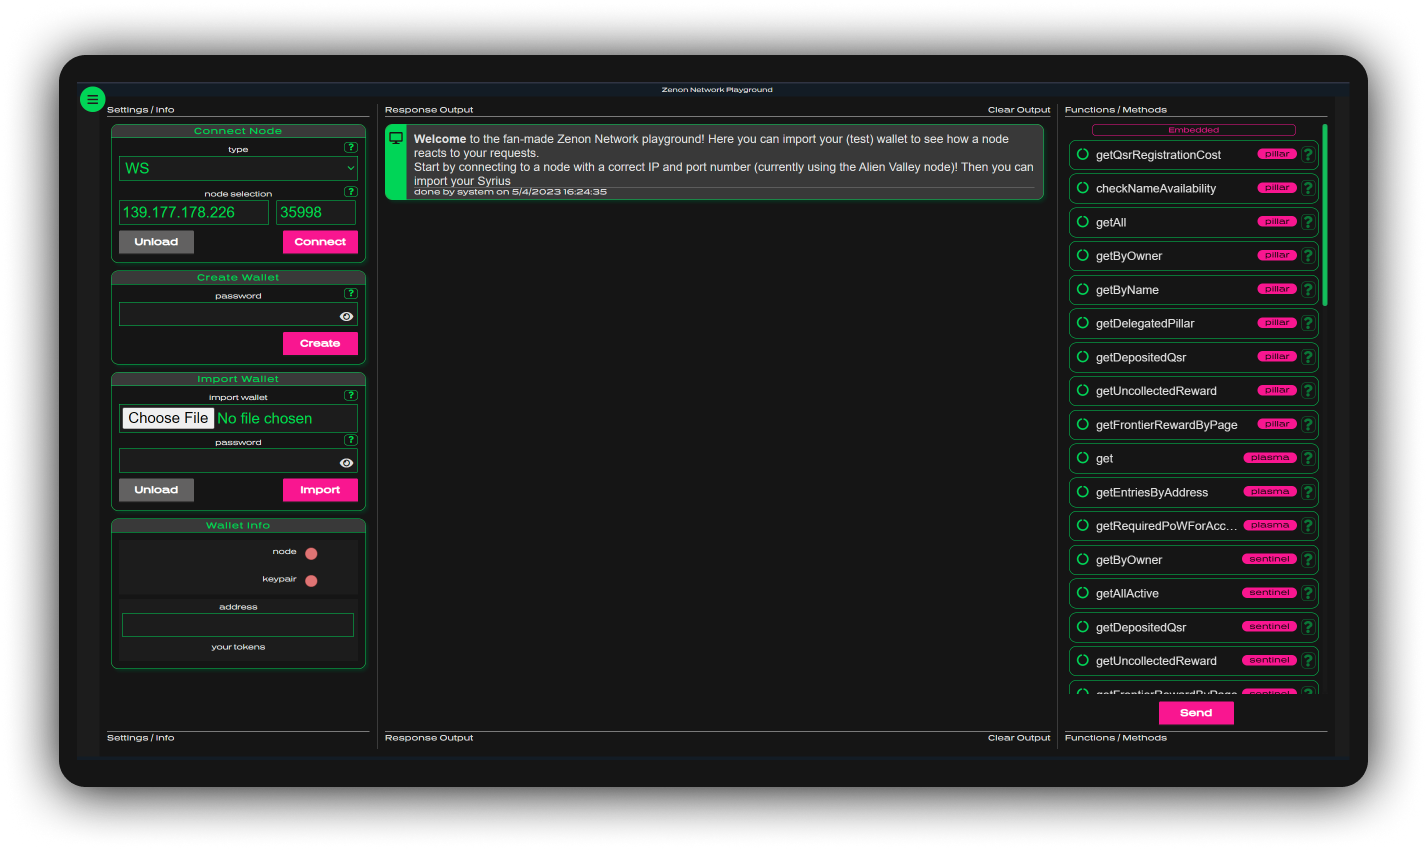 Zenon Network Playground
Settings / Info
Connect Node
type
?
WS
node selection
?
139.177.178.226
35998
Unload
Connect
Create Wallet
password
?
Create
Import Wallet
import wallet
?
Choose File No file chosen
password
?
Unload
Import
Wallet Info
node
keypair
address
your tokens
Settings / Info
Response Output
Clear Output
Welcome to the fan-made Zenon Network playground! Here you can import your (test) wallet to see how a node
reacts to your requests.
Start by connecting to a node with a correct IP and port number (currently using the Alien Valley node)! Then you can
import your Syrius
done by system on 5/4/2023 16:24:35
Response Output
Clear Output
Functions / Methods
Embedded
getQsrRegistrationCost pillar ?
checkNameAvailability pillar ?
getAll pillar ?
getByOwner pillar ?
getByName pillar ?
getDelegatedPillar pillar ?
getDepositedQsr pillar ?
getUncollectedReward pillar ?
getFrontierRewardByPage pillar ?
get plasma ?
getEntriesByAddress plasma ?
getRequiredPoWForAcc... plasma ?
getByOwner sentinel ?
getAllActive sentinel ?
getDepositedQsr sentinel ?
getUncollectedReward sentinel ?
getFrontierRewardByPage sentinel ?
Send
Functions / Methods